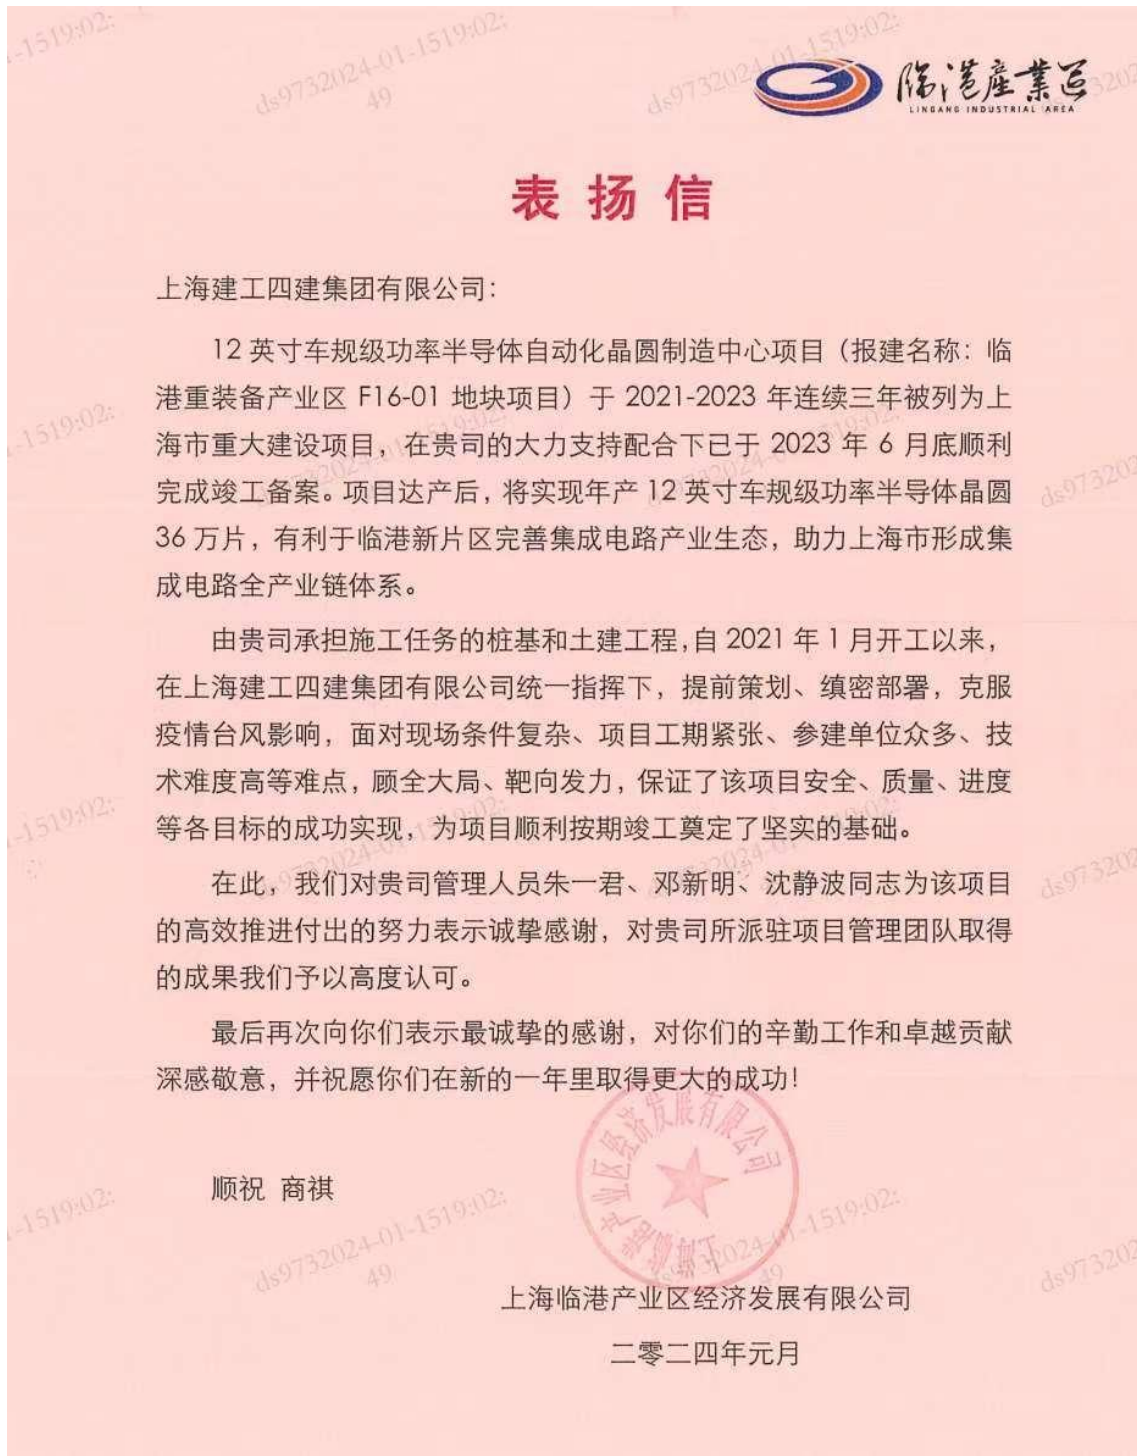 临港產業区
LINGANG INDUSTRIAL AREA
表扬信
上海建工四建集团有限公司：
12 英寸车规级功率半导体自动化晶圆制造中心项目（报建名称：临
港重装备产业区 F16-01 地块项目）于 2021-2023 年连续三年被列为上
海市重大建设项目，在贵司的大力支持配合下已于 2023 年 6 月底顺利
完成竣工备案。项目达产后，将实现年产 12 英寸车规级功率半导体晶圆
36 万片，有利于临港新片区完善集成电路产业生态，助力上海市形成集
成电路全产业链体系。
由贵司承担施工任务的桩基和土建工程,自 2021 年 1 月开工以来，
在上海建工四建集团有限公司统一指挥下，提前策划、缜密部署，克服
疫情台风影响，面对现场条件复杂、项目工期紧张、参建单位众多、技
术难度高等难点，顾全大局、靶向发力，保证了该项目安全、质量、进度
等各目标的成功实现，为项目顺利按期竣工奠定了坚实的基础。
在此，我们对贵司管理人员朱一君、邓新明、沈静波同志为该项目
的高效推进付出的努力表示诚挚感谢，对贵司所派驻项目管理团队取得
的成果我们予以高度认可。
最后再次向你们表示最诚挚的感谢，对你们的辛勤工作和卓越贡献
深感敬意，并祝愿你们在新的一年里取得更大的成功！
顺祝 商祺
上海临港产业区经济发展有限公司
上海临港产业区经济发展有限公司
二零二四年元月
ds9732024-01-1519:02:
49